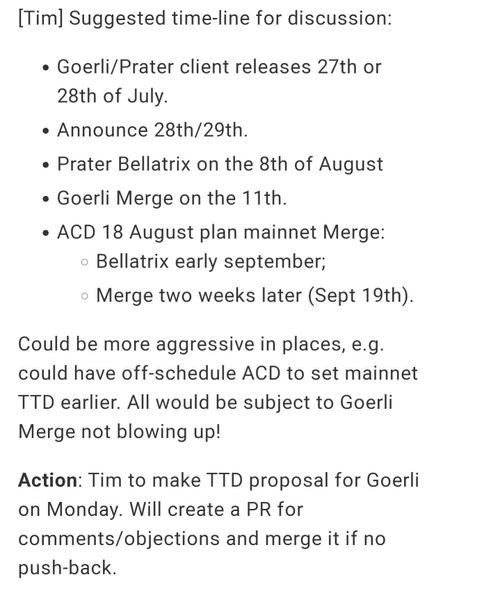 [Tim] Suggested time-line for discussion:
• Goerli/Prater client releases 27th or
28th of July.
• Announce 28th/29th.
• Prater Bellatrix on the 8th of August
• Goerli Merge on the 11th.
• ACD 18 August plan mainnet Merge:
◦ Bellatrix early september;
◦ Merge two weeks later (Sept 19th).
Could be more aggressive in places, e.g.
could have off-schedule ACD to set mainnet
TTD earlier. All would be subject to Goerli
Merge not blowing up!
Action: Tim to make TTD proposal for Goerli
on Monday. Will create a PR for
comments/objections and merge it if no
push-back.